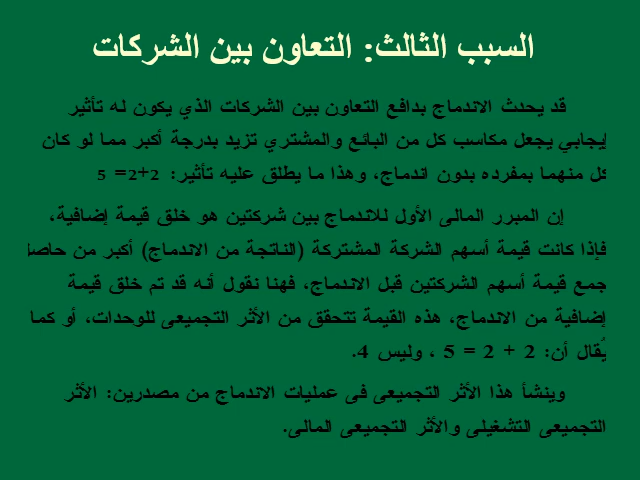 السبب الثالث: التعاون بين الشركات
قد يحدث الاندماج بدافع التعاون بين الشركات الذي يكون له تأثير
إيجابي يجعل مكاسب كل من البائع والمشتري تزيد بدرجة أكبر مما لو كان
كل منهما بمفرده بدون اندماج، وهذا ما يطلق عليه تأثير: 2+2= 5
إن المبرر المالى الأول للاندماج بين شركتين هو خلق قيمة إضافية،
فإذا كانت قيمة أسهم الشركة المشتركة (الناتجة من الاندماج) أكبر من حاصل
جمع قيمة أسهم الشركتين قبل الاندماج، فهنا نقول أنه قد تم خلق قيمة
إضافية من الاندماج، هذه القيمة تتحقق من الأثر التجميعى للوحدات، أو كما
يُقال أن: 2 + 2 = 5 ، وليس 4.
وينشأ هذا الأثر التجميعى فى عمليات الاندماج من مصدرين: الأثر
التجميعى التشغيلى والأثر التجميعى المالى.